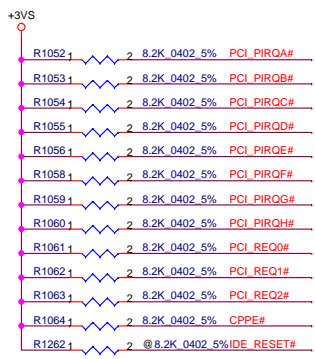 +3VS
R1052 1 2 8.2K_0402_5% PCI_PIRQA#
R1053 1 2 8.2K_0402_5% PCI_PIRQB#
R1054 1 2 8.2K_0402_5% PCI_PIRQC#
R1055 1 2 8.2K_0402_5% PCI_PIRQD#
R1056 1 2 8.2K_0402_5% PCI_PIRQE#
R1058 1 2 8.2K_0402_5% PCI_PIRQF#
R1059 1 2 8.2K_0402_5% PCI_PIRQG#
R1060 1 2 8.2K_0402_5% PCI_PIRQH#
R1061 1 2 8.2K_0402_5% PCI_REQ0#
R1062 1 2 8.2K_0402_5% PCI_REQ1#
R1063 1 2 8.2K_0402_5% PCI_REQ2#
R1064 1 2 8.2K_0402_5% CPPE#
R1262 1 2 @8.2K_0402_5% IDE_RESET#